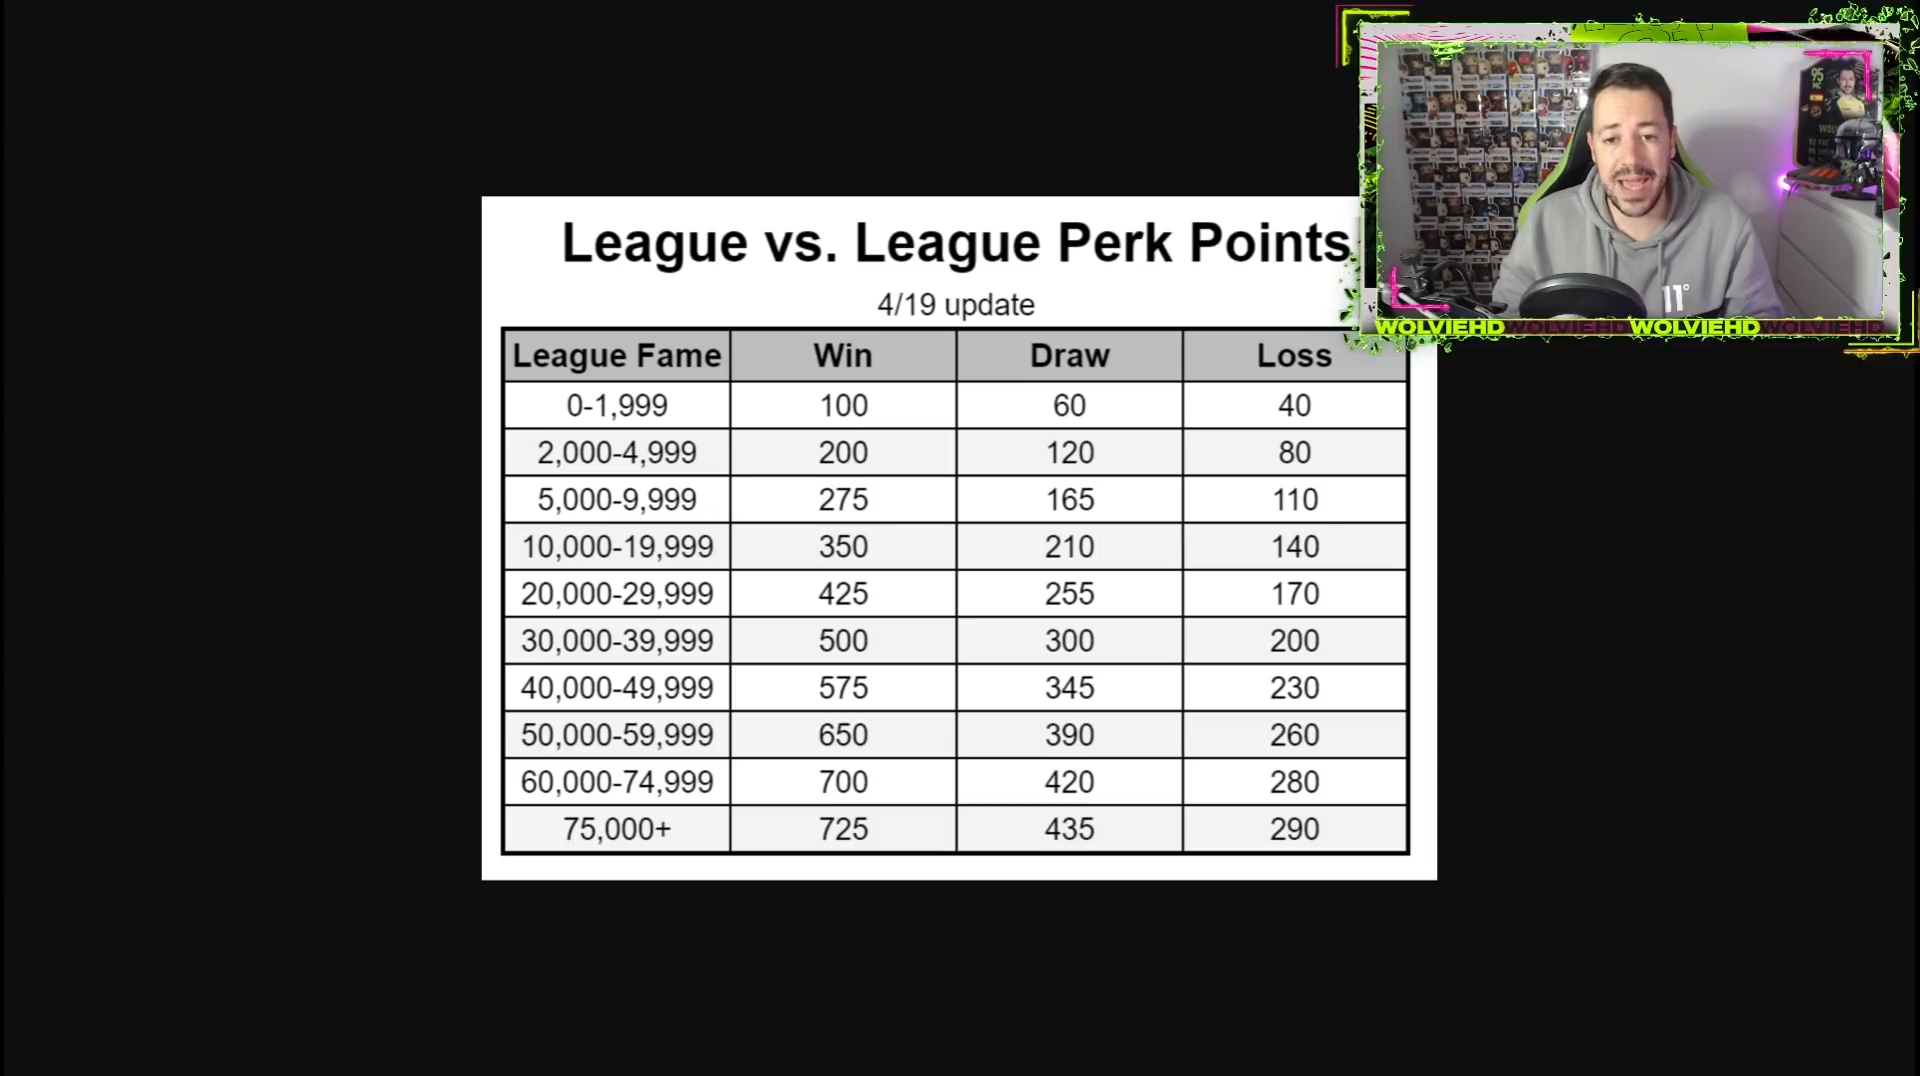 League vs. League Perk Points
4/19 update
League Fame Win Draw Loss
0-1,999 100 60 40
2,000-4,999 200 120 80
5,000-9,999 275 165 110
10,000-19,999 350 210 140
20,000-29,999 425 255 170
30,000-39,999 500 300 200
40,000-49,999 575 345 230
50,000-59,999 650 390 260
60,000-74,999 700 420 280
75,000+ 725 435 290
95
11°
WOLVIEHD WOLVIEHD WOLVIEHD WOLVIEHD